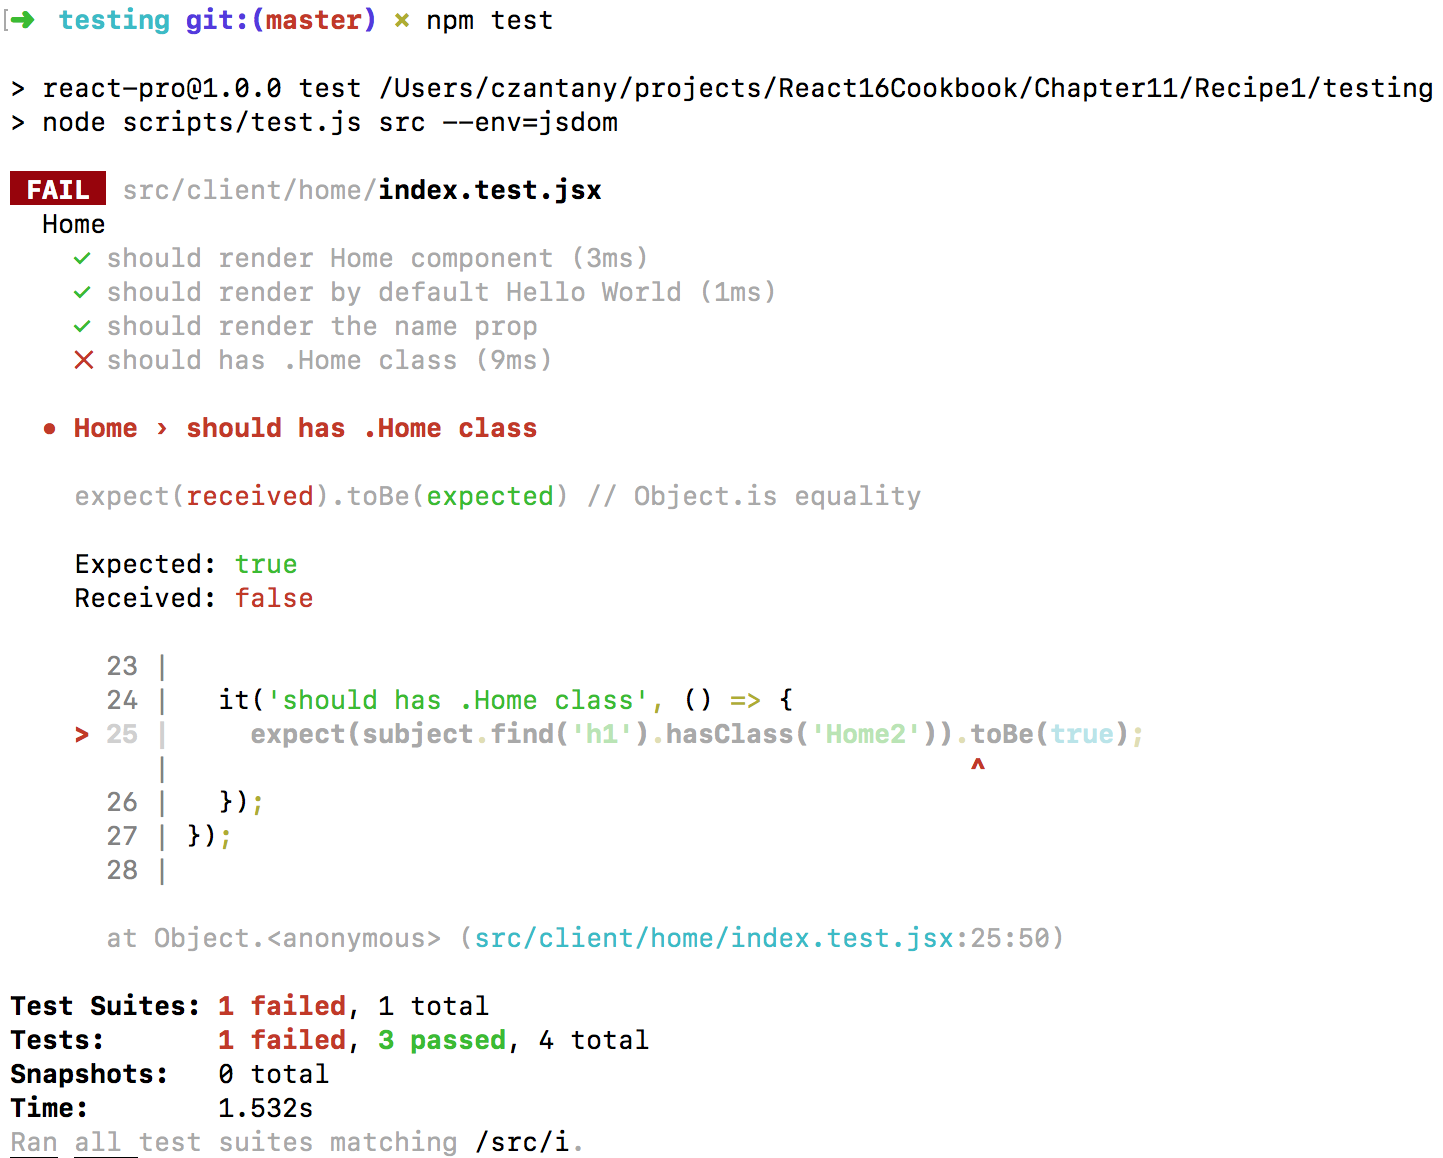 [➜  testing git:(master) × npm test
> react-pro@1.0.0 test /Users/czantany/projects/React16Cookbook/Chapter11/Recipe1/testing
> node scripts/test.js src --env=jsdom
FAIL src/client/home/index.test.jsx
Home
✓ should render Home component (3ms)
✓ should render by default Hello World (1ms)
✓ should render the name prop
✕ should has .Home class (9ms)
● Home › should has .Home class
expect(received).toBe(expected) // Object.is equality
Expected: true
Received: false
23 |
24 |   it('should has .Home class', () => {
> 25 |     expect(subject.find('h1').hasClass('Home2')).toBe(true);
|                                                  ^
26 |   });
27 | });
28 |
at Object.<anonymous> (src/client/home/index.test.jsx:25:50)
Test Suites: 1 failed, 1 total
Tests:       1 failed, 3 passed, 4 total
Snapshots:   0 total
Time:        1.532s
Ran all test suites matching /src/i.